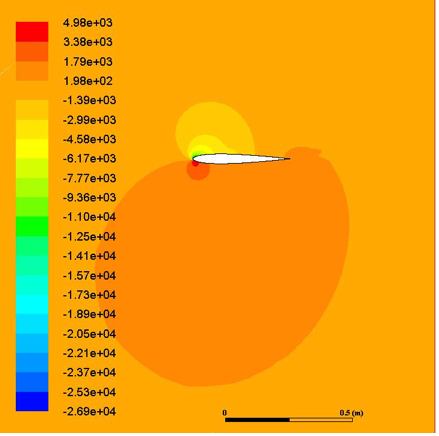 4.98e+03
3.38e+03
1.79e+03
1.98e+02
-1.39e+03
-2.99e+03
-4.58e+03
-6.17e+03
-7.77e+03
-9.36e+03
-1.10e+04
-1.25e+04
-1.41e+04
-1.57e+04
-1.73e+04
-1.89e+04
-2.05e+04
-2.21e+04
-2.37e+04
-2.53e+04
-2.69e+04
0 0.5 (m)